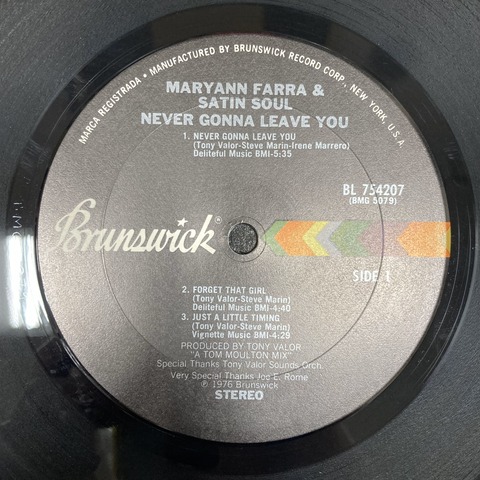 MARCA REGISTRADA • MANUFACTURED BY BRUNSWICK RECORD CORP., NEW YORK, U.S.A.
MARYANN FARRA &
SATIN SOUL
NEVER GONNA LEAVE YOU
1. NEVER GONNA LEAVE YOU
(Tony Valor-Steve Marin-Irene Marrero)
Deliteful Music BMI-5:35
BL 754207
(BMG 5079)
Brunswick®
SIDE 1
2. FORGET THAT GIRL
(Tony Valor-Steve Marin)
Deliteful Music BMI-4:40
3. JUST A LITTLE TIMING
(Tony Valor-Steve Marin)
Vignette Music BMI-4:29
PRODUCED BY TONY VALOR
"A TOM MOULTON MIX"
Special Thanks Tony Valor Sounds Orch.
Very Special Thanks Joe E. Rome
℗ 1976 Brunswick
STEREO